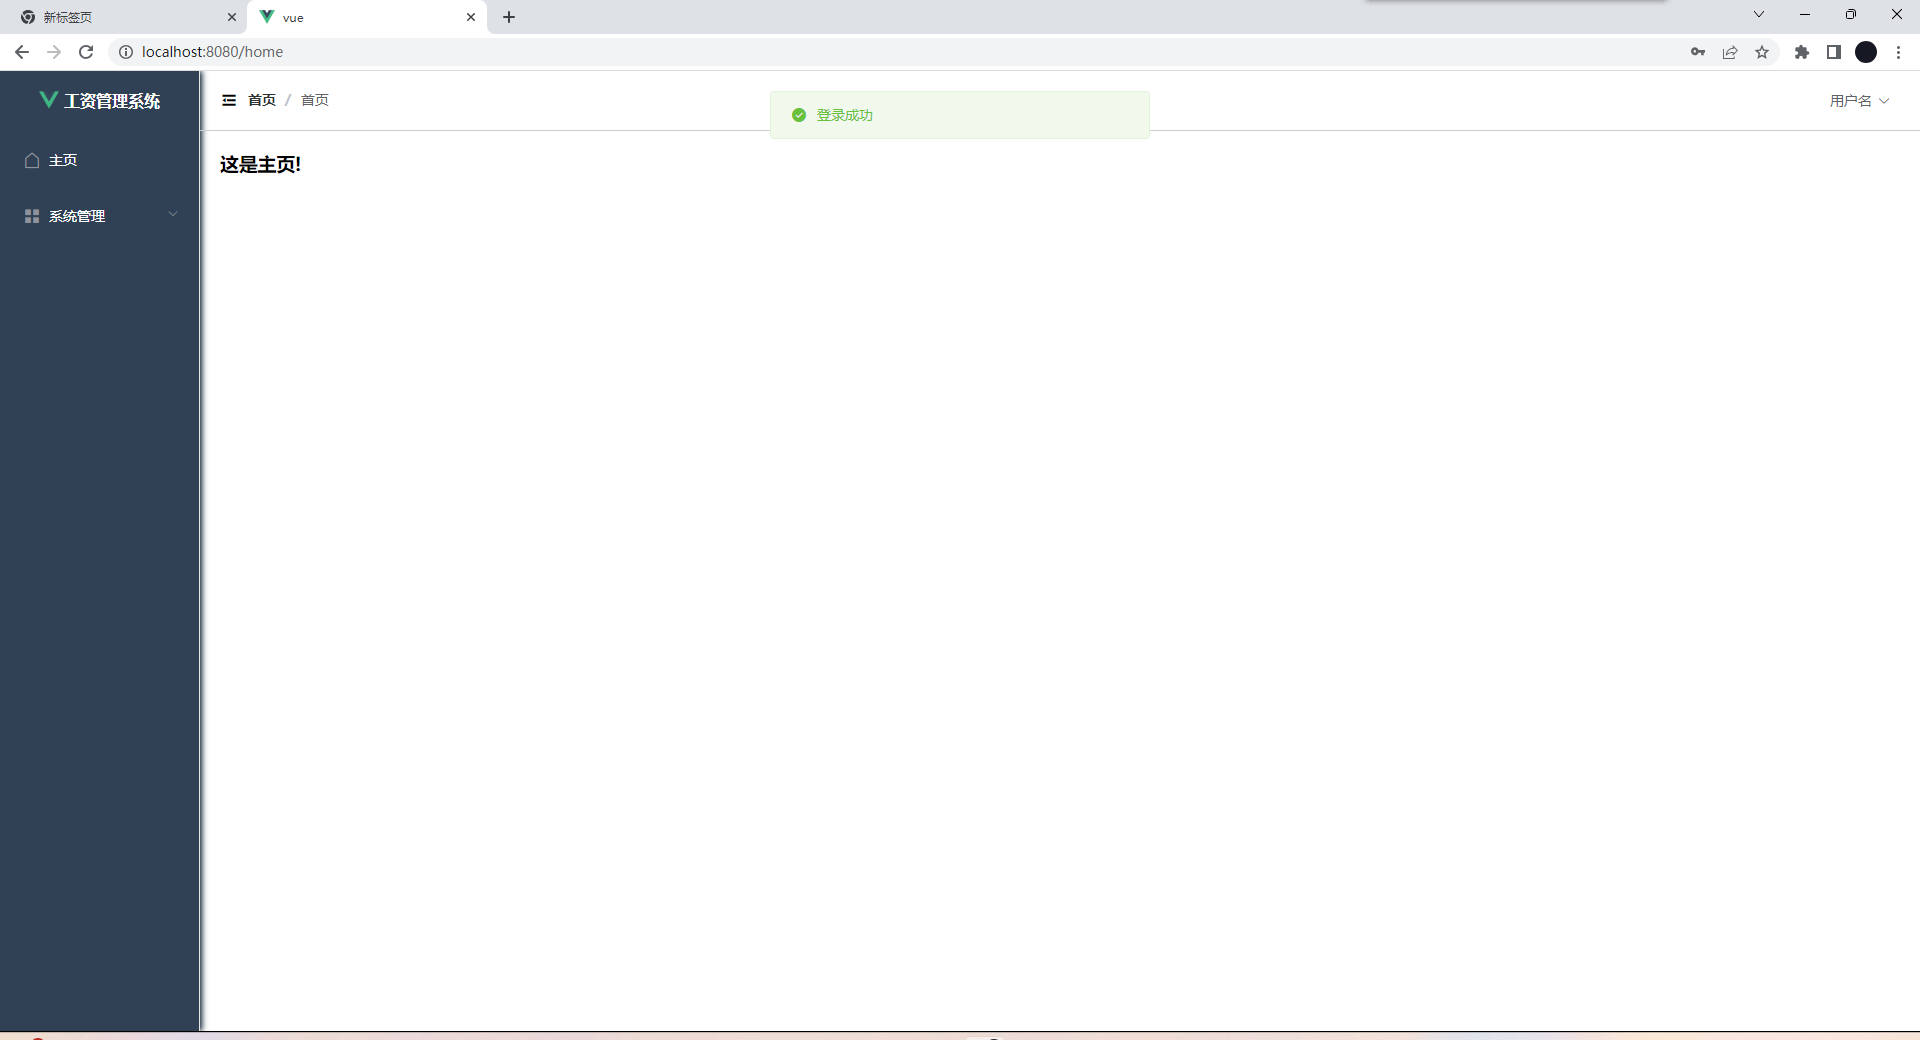 新标签页
vue
localhost:8080/home
工资管理系统
首页 / 首页
登录成功
用户名
主页
这是主页!
系统管理